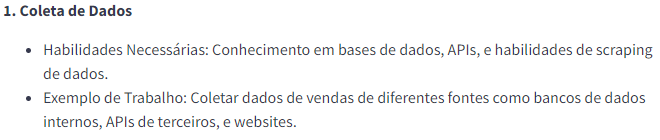 1. Coleta de Dados
• Habilidades Necessárias: Conhecimento em bases de dados, APIs, e habilidades de scraping
de dados.
• Exemplo de Trabalho: Coletar dados de vendas de diferentes fontes como bancos de dados
internos, APIs de terceiros, e websites.